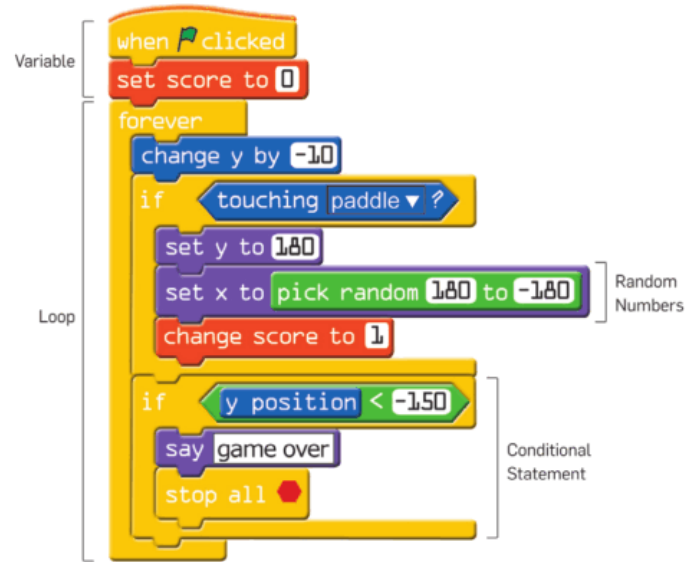 when clicked
Variable
set score to 0
forever
change y by -10
if touching paddle ▼ ?
set y to 180
set x to pick random 180 to -180
Random
Numbers
change score to 1
Loop
if y position < -150
say game over
stop all
Conditional
Statement